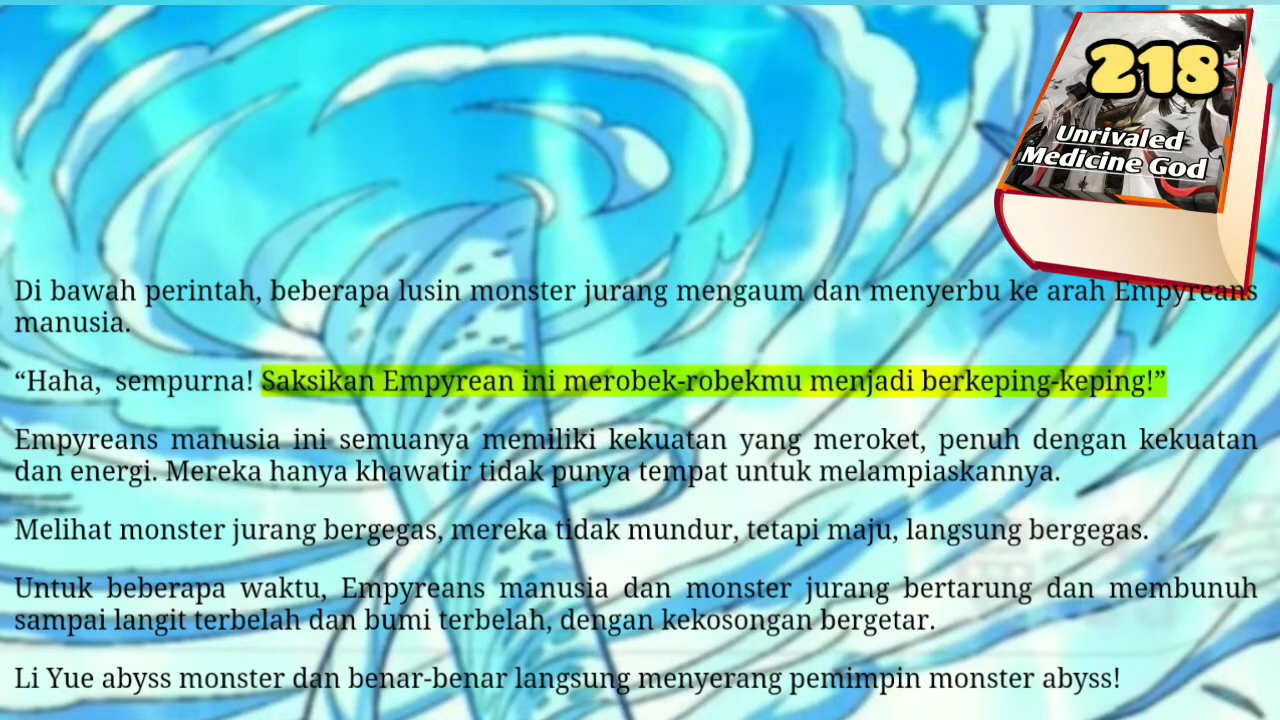 218
Unrivaled
Medicine God
Di bawah perintah, beberapa lusin monster jurang mengaum dan menyerbu ke arah Empyreans
manusia.
“Haha, sempurna! Saksikan Empyrean ini merobek-robekmu menjadi berkeping-keping!”
Empyreans manusia ini semuanya memiliki kekuatan yang meroket, penuh dengan kekuatan
dan energi. Mereka hanya khawatir tidak punya tempat untuk melampiaskannya.
Melihat monster jurang bergegas, mereka tidak mundur, tetapi maju, langsung bergegas.
Untuk beberapa waktu, Empyreans manusia dan monster jurang bertarung dan membunuh
sampai langit terbelah dan bumi terbelah, dengan kekosongan bergetar.
Li Yue abyss monster dan benar-benar langsung menyerang pemimpin monster abyss!